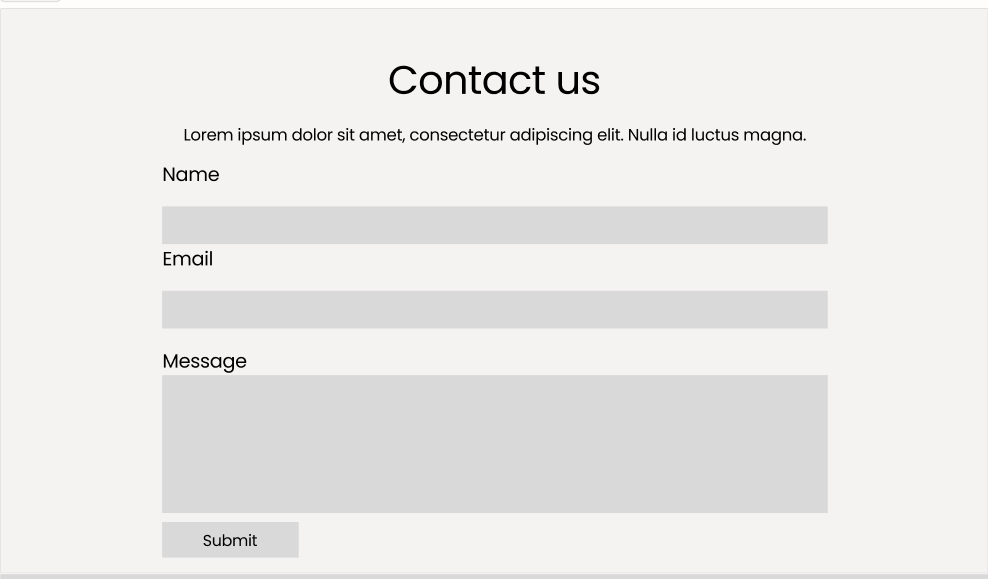 Contact us
Lorem ipsum dolor sit amet, consectetur adipiscing elit. Nulla id luctus magna.
Name
Email
Message
Submit